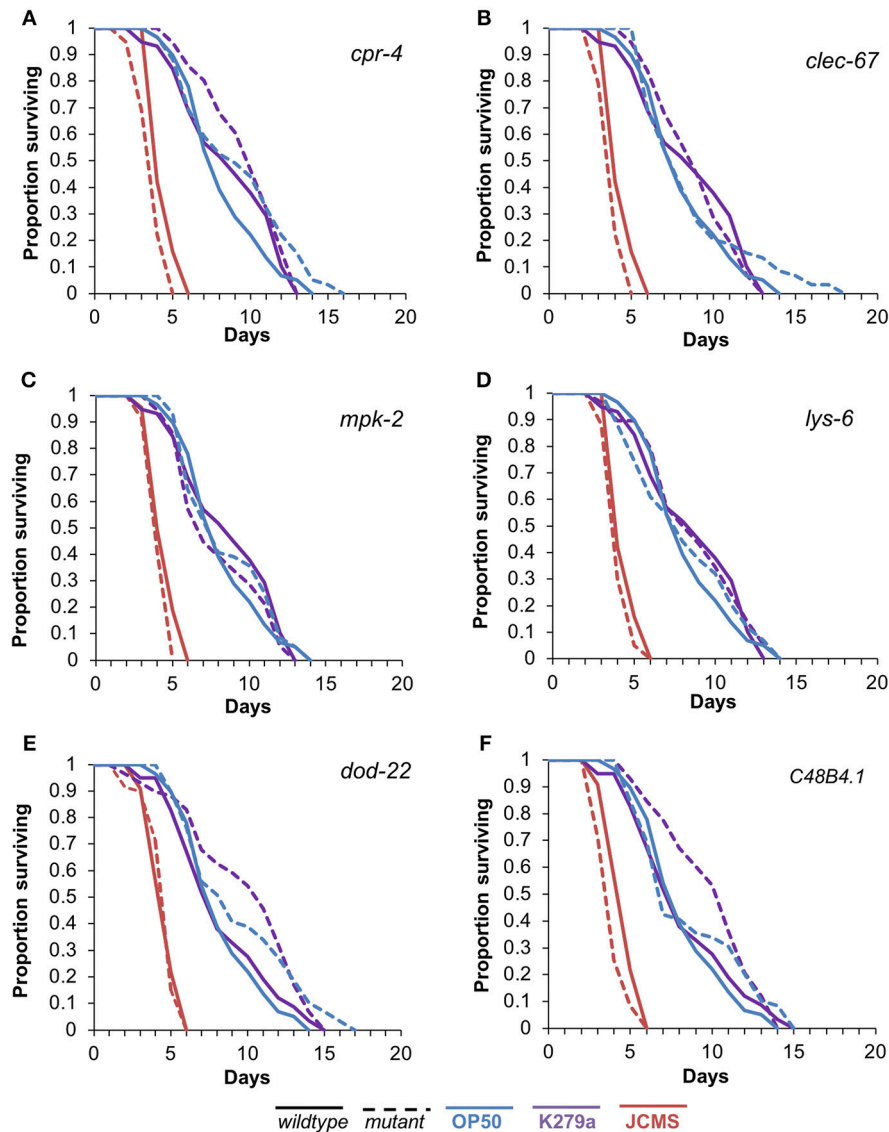 A
cpr-4
Proportion surviving
1
0.9
0.8
0.7
0.6
0.5
0.4
0.3
0.2
0.1
0
0 5 10 15 20
Days
B
clec-67
Proportion surviving
1
0.9
0.8
0.7
0.6
0.5
0.4
0.3
0.2
0.1
0
0 5 10 15 20
Days
C
mpk-2
Proportion surviving
1
0.9
0.8
0.7
0.6
0.5
0.4
0.3
0.2
0.1
0
0 5 10 15 20
Days
D
lys-6
Proportion surviving
1
0.9
0.8
0.7
0.6
0.5
0.4
0.3
0.2
0.1
0
0 5 10 15 20
Days
E
dod-22
Proportion surviving
1
0.9
0.8
0.7
0.6
0.5
0.4
0.3
0.2
0.1
0
0 5 10 15 20
Days
F
C48B4.1
Proportion surviving
1
0.9
0.8
0.7
0.6
0.5
0.4
0.3
0.2
0.1
0
0 5 10 15 20
Days
wildtype mutant OP50 K279a JCMS